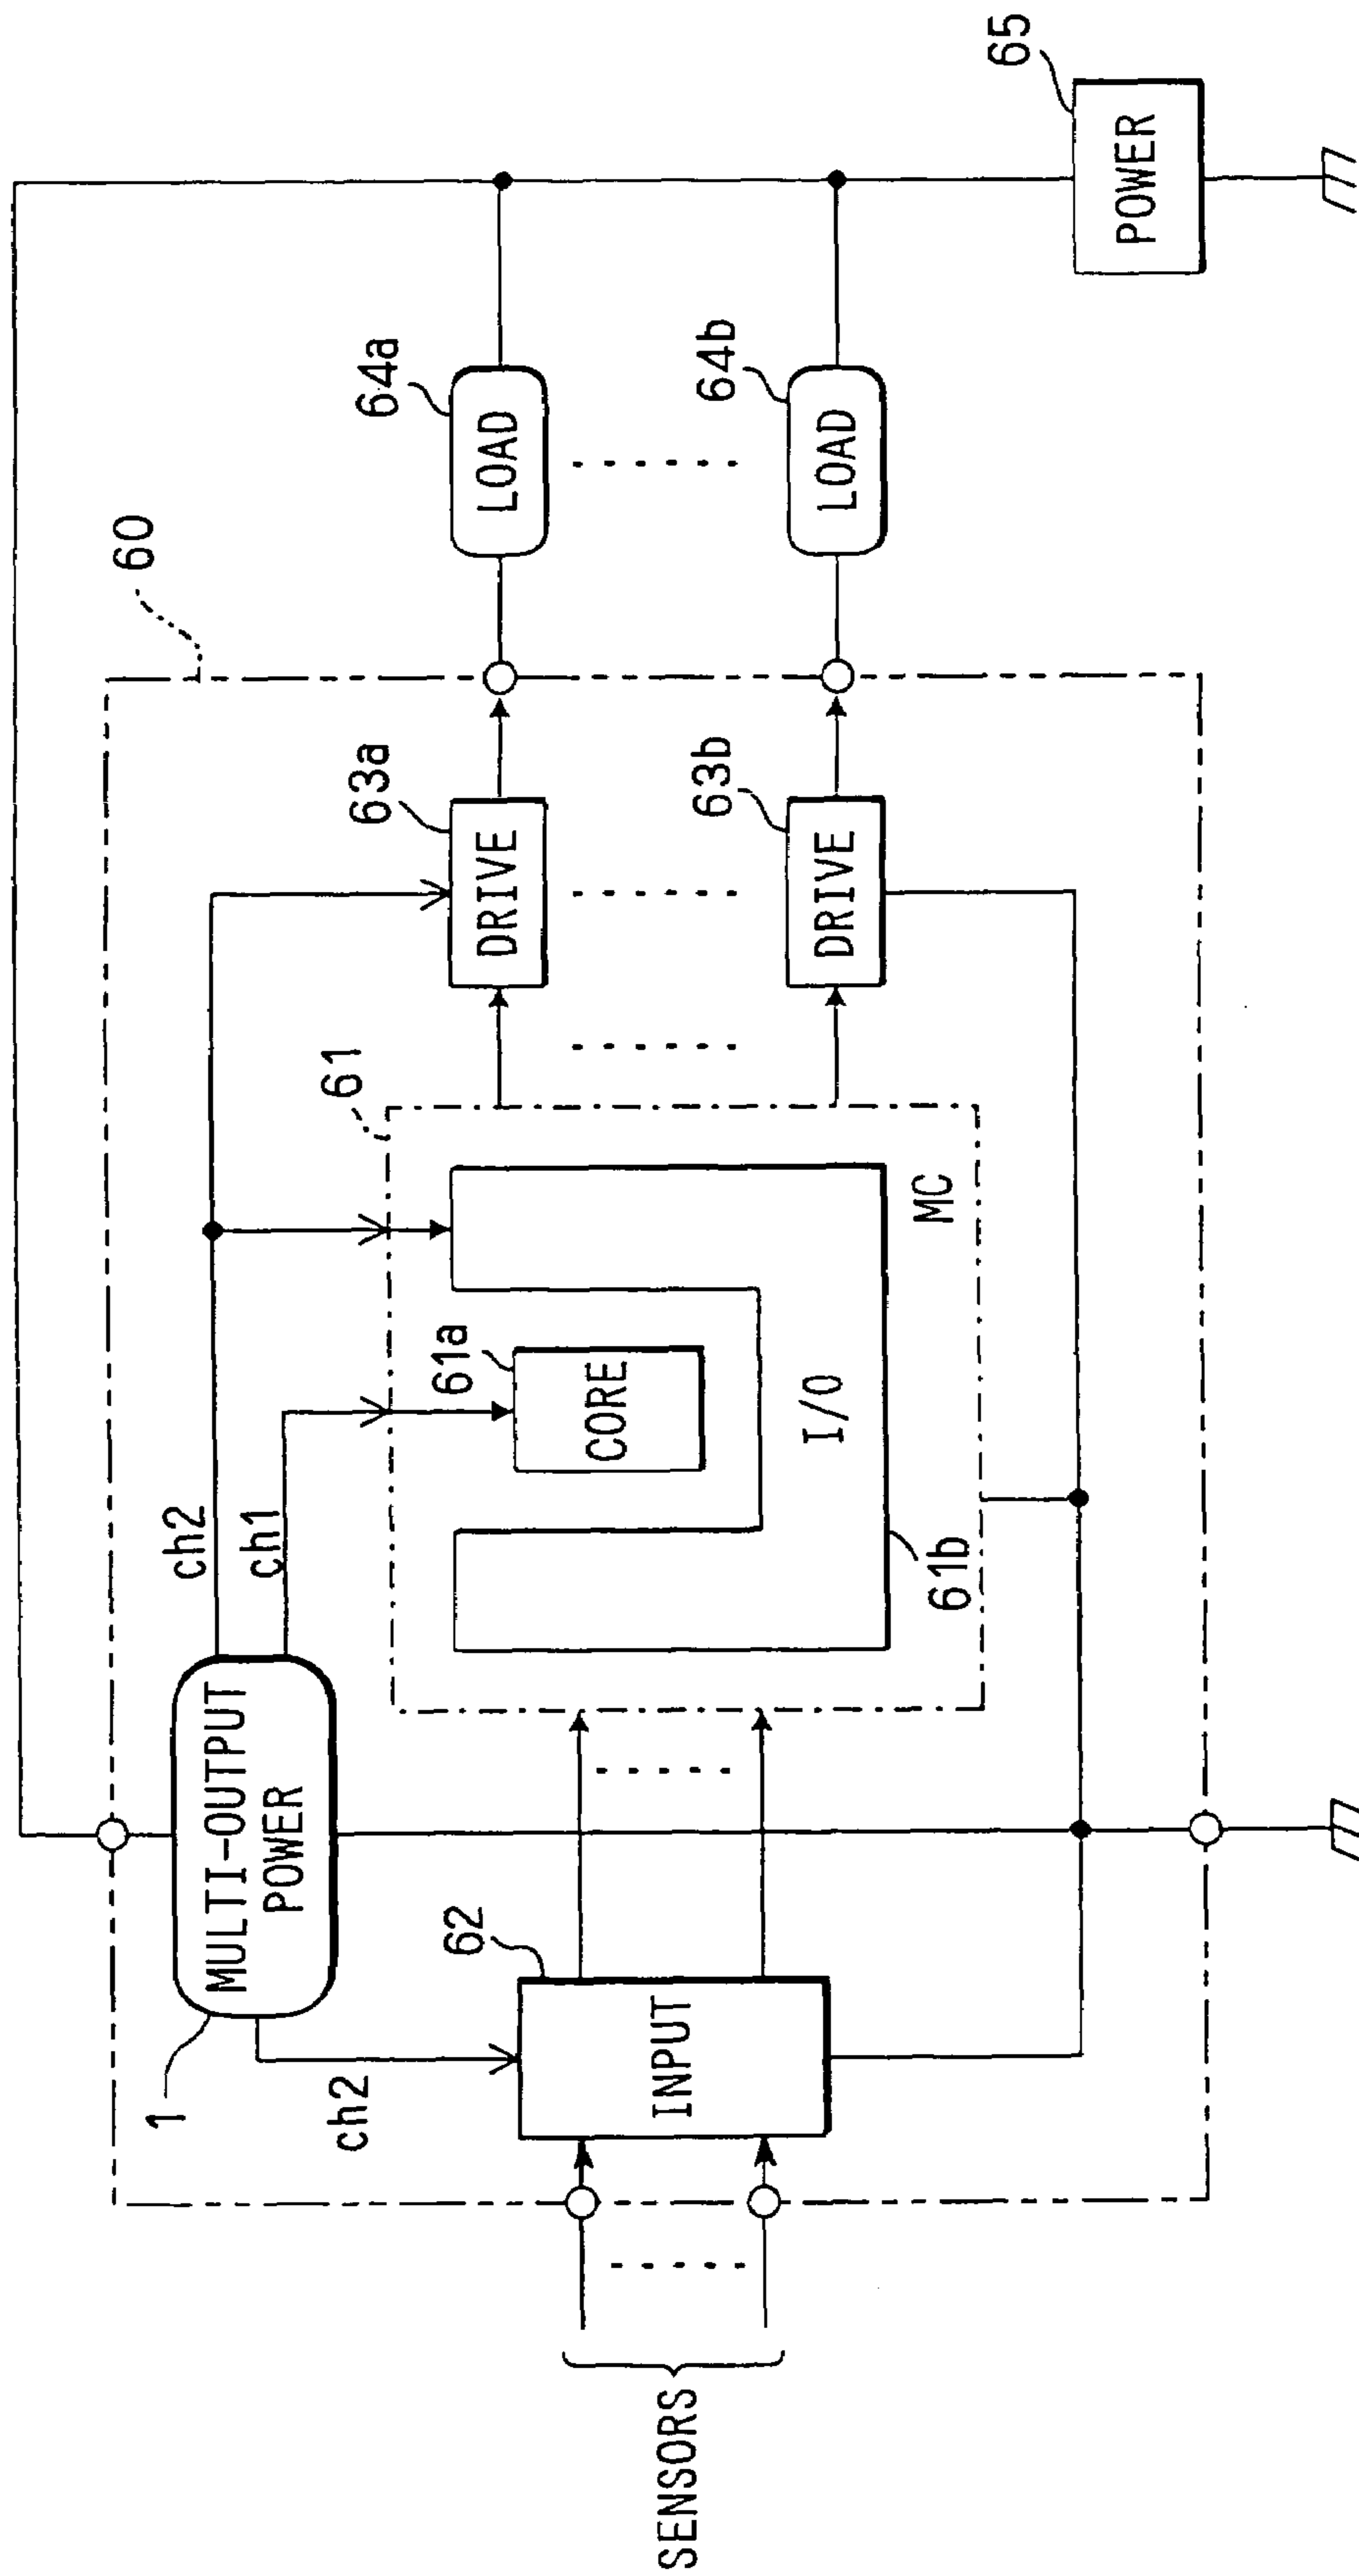 60
1
MULTI-OUTPUT
POWER
ch2
ch1
ch2
61
61a
CORE
I/O
MC
61b
62
INPUT
SENSORS
63a
DRIVE
63b
DRIVE
64a
LOAD
64b
LOAD
65
POWER